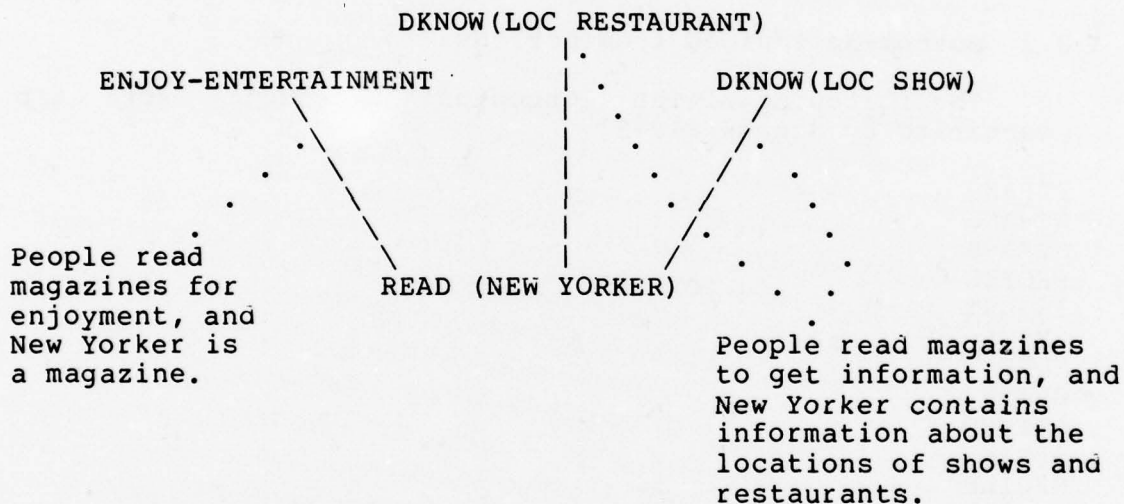 DKNOW(LOC RESTAURANT)
ENJOY-ENTERTAINMENT
DKNOW(LOC SHOW)
People read
magazines for
enjoyment, and
New Yorker is
a magazine.
READ (NEW YORKER)
People read magazines
to get information, and
New Yorker contains
information about the
locations of shows and
restaurants.